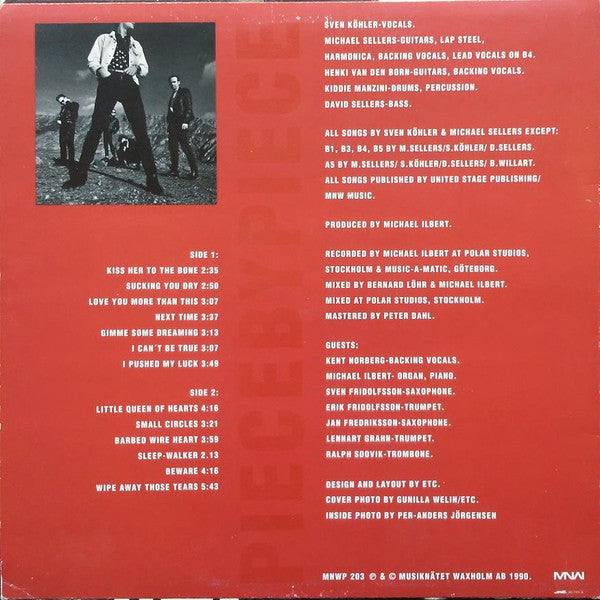 PIECEBYPIECE
SIDE 1:
KISS HER TO THE BONE 2:35
SUCKING YOU DRY 2:50
LOVE YOU MORE THAN THIS 3:07
NEXT TIME 3:37
GIMME SOME DREAMING 3:13
I CAN´T BE TRUE 3:07
I PUSHED MY LUCK 3:49
SIDE 2:
LITTLE QUEEN OF HEARTS 4:16
SMALL CIRCLES 3:21
BARBED WIRE HEART 3:59
SLEEP-WALKER 2.13
BEWARE 4:16
WIPE AWAY THOSE TEARS 5:43
SVEN KÖHLER-VOCALS.
MICHAEL SELLERS-GUITARS, LAP STEEL,
HARMONICA, BACKING VOCALS, LEAD VOCALS ON B4.
HENKI VAN DEN BORN-GUITARS, BACKING VOCALS.
KIDDIE MANZINI-DRUMS, PERCUSSION.
DAVID SELLERS-BASS.
ALL SONGS BY SVEN KÖHLER & MICHAEL SELLERS EXCEPT:
B1, B3, B4, B5 BY M.SELLERS/S.KÖHLER/ D.SELLERS.
A5 BY M.SELLERS/ S.KÖHLER/D.SELLERS/ B.WILLART.
ALL SONGS PUBLISHED BY UNITED STAGE PUBLISHING/
MNW MUSIC.
PRODUCED BY MICHAEL ILBERT.
RECORDED BY MICHAEL ILBERT AT POLAR STUDIOS,
STOCKHOLM & MUSIC-A-MATIC, GÖTEBORG.
MIXED BY BERNARD LÖHR & MICHAEL ILBERT.
MIXED AT POLAR STUDIOS, STOCKHOLM.
MASTERED BY PETER DAHL.
GUESTS:
KENT NORBERG-BACKING VOCALS.
MICHAEL ILBERT- ORGAN, PIANO.
SVEN FRIDOLFSSON-SAXOPHONE.
ERIK FRIDOLFSSON-TRUMPET.
JAN FREDRIKSSON-SAXOPHONE.
LENNART GRAHN-TRUMPET.
RALPH SODVIK-TROMBONE.
DESIGN AND LAYOUT BY ETC.
COVER PHOTO BY GUNILLA WELIN/ETC.
INSIDE PHOTO BY PER-ANDERS JÖRGENSEN
MNWP 203 ℗ & © MUSIKNÄTET WAXHOLM AB 1990.
MNW